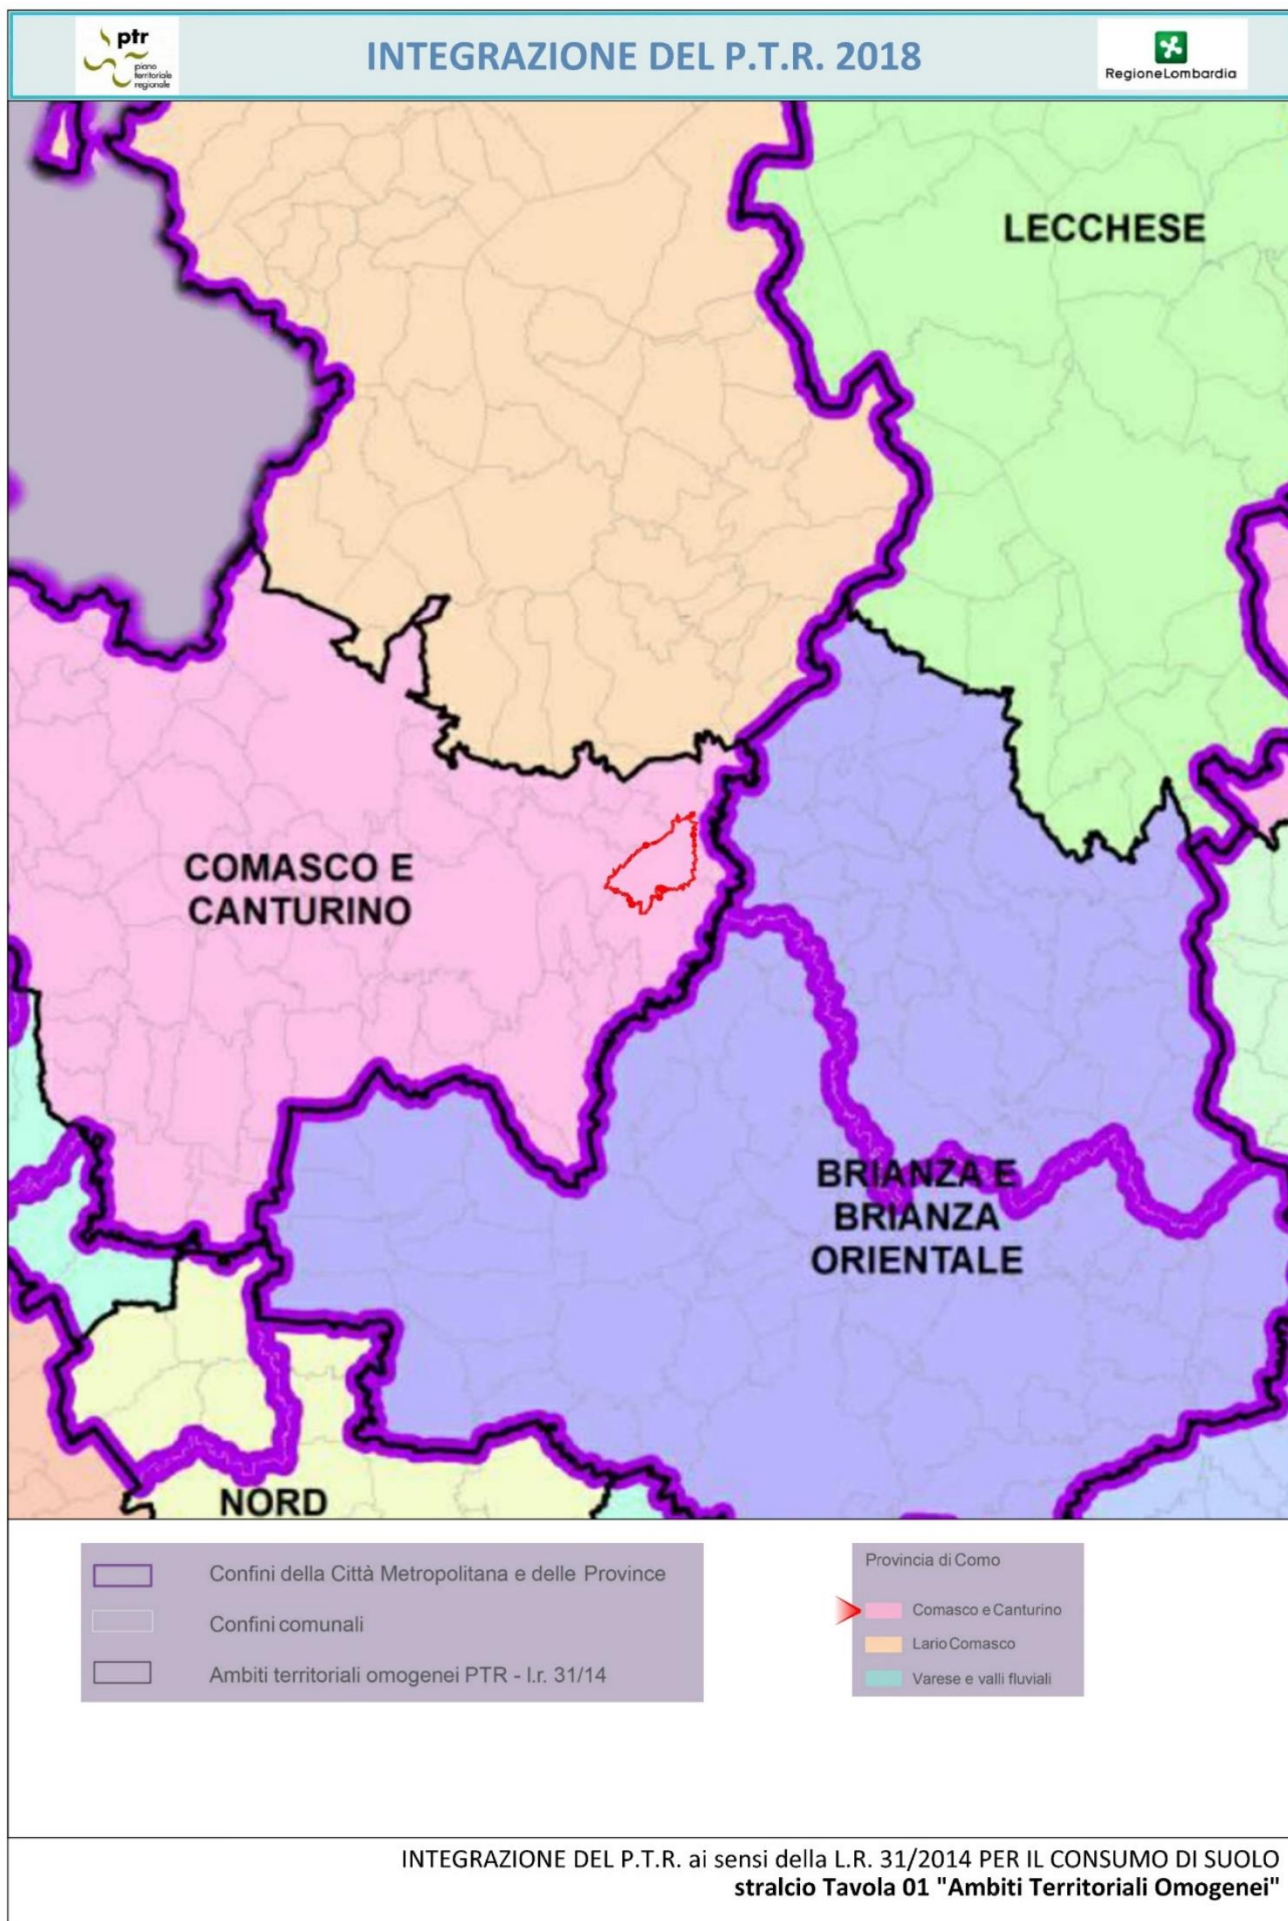 ptr
piano
territoriale
regionale
INTEGRAZIONE DEL P.T.R. 2018
RegioneLombardia
LECCHESE
COMASCO E
CANTURINO
BRIANZA E
BRIANZA
ORIENTALE
NORD
Confini della Città Metropolitana e delle Province
Confini comunali
Ambiti territoriali omogenei PTR - l.r. 31/14
Provincia di Como
Comasco e Canturino
Lario Comasco
Varese e valli fluviali
INTEGRAZIONE DEL P.T.R. ai sensi della L.R. 31/2014 PER IL CONSUMO DI SUOLO
stralcio Tavola 01 "Ambiti Territoriali Omogenei"